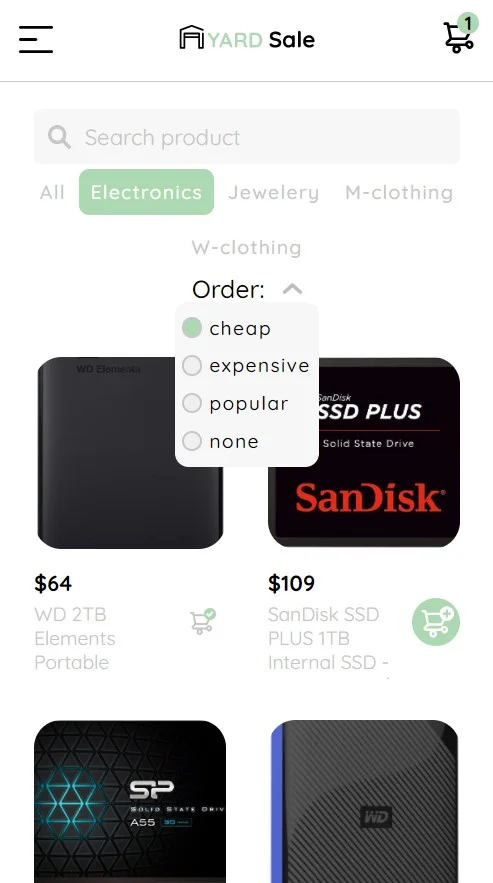 1
YARD Sale
Search product
All Electronics Jewelery M-clothing
W-clothing
Order:
cheap
expensive
popular
none
WD Elements
SanDisk
SSD PLUS
Solid State Drive
SanDisk®
$64
WD 2TB
Elements
Portable
$109
SanDisk SSD
PLUS 1TB
Internal SSD -
SP
SOLID STATE DRIV
A55
WD